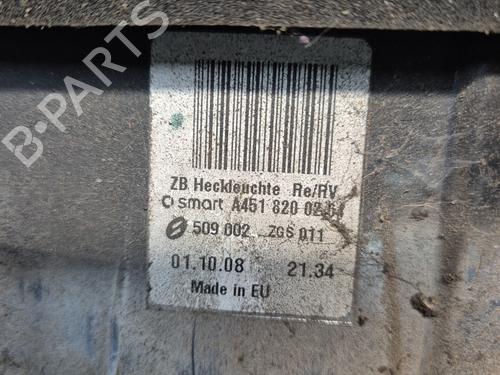 B-PARTS
ZB Heckleuchte Re/RV
smart A451 820 02 64
509 002 ZGS 011
01.10.08 21.34
Made in EU